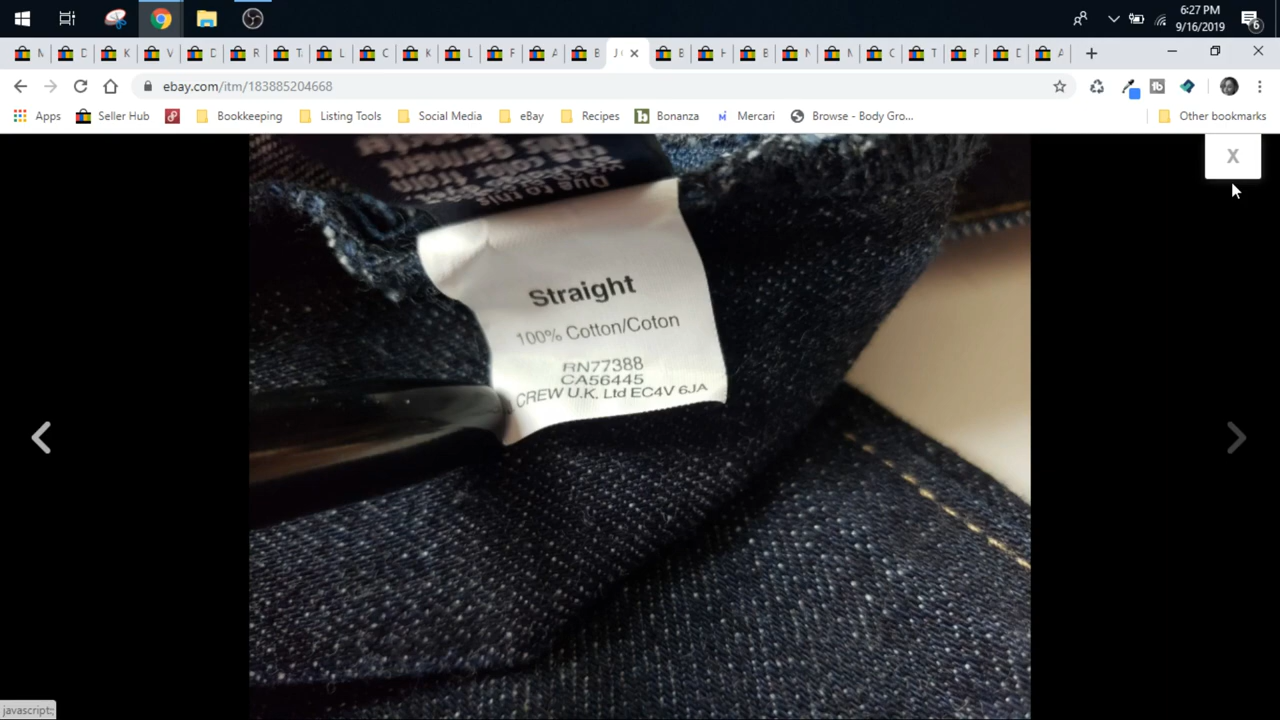 6:27 PM
9/16/2019
6
M
D
K
V
D
R
T
L
C
K
L
F
A
B
J
B
H
B
N
M
C
T
P
D
A
ebay.com/itm/183885204668
Apps
Seller Hub
Bookkeeping
Listing Tools
Social Media
eBay
Recipes
Bonanza
Mercari
Browse - Body Gro...
Other bookmarks
X
Due to this
Straight
100% Cotton/Coton
RN77388
CA56445
CREW U.K. Ltd EC4V 6JA
javascript:;